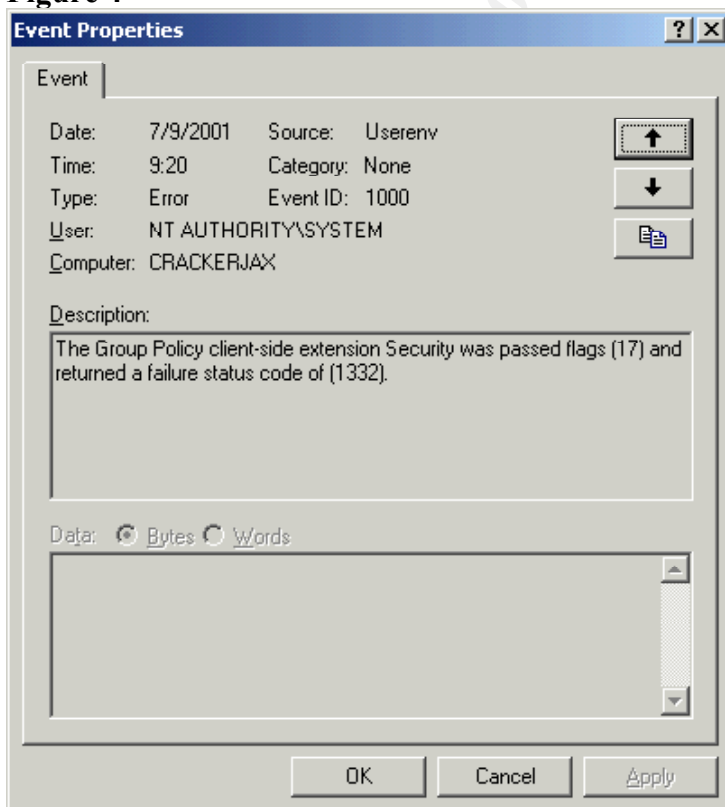 Event Properties
Event
Date: 7/9/2001 Source: Userenv
Time: 9:20 Category: None
Type: Error Event ID: 1000
User: NT AUTHORITY\SYSTEM
Computer: CRACKERJAX
Description:
The Group Policy client-side extension Security was passed flags (17) and
returned a failure status code of (1332).
Data: Bytes Words
OK Cancel Apply